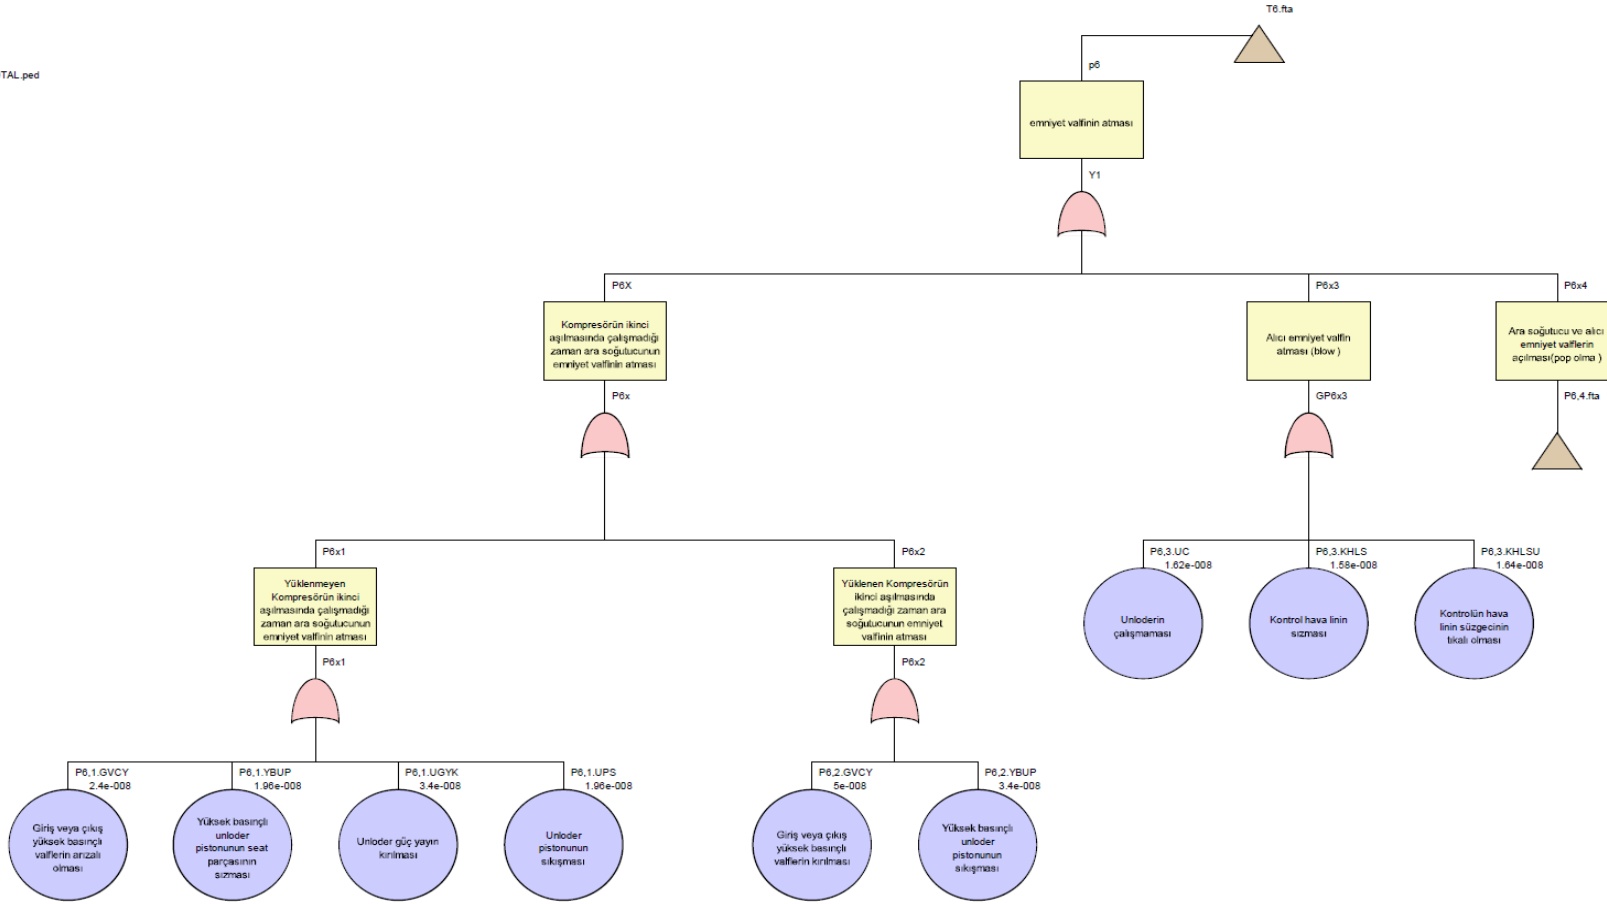 T6.fta
TAL.ped
p6
emniyet valfinin atması
Y1
P6X
P6x3
P6x4
Kompresörün ikinci
aşılmasında çalışmadığı
zaman ara soğutucunun
emniyet valfinin atması
Alıcı emniyet valfin
atması (blow )
Ara soğutucu ve alıcı
emniyet valflerin
açılması(pop olma )
P6x
GP6x3
P6,4.fta
P6x1
P6x2
P6,3.UC
1.62e-008
P6,3.KHLS
1.58e-008
P6,3.KHLSU
1.64e-008
Yüklenmeyen
Kompresörün ikinci
aşılmasında çalışmadığı
zaman ara soğutucunun
emniyet valfinin atması
Yüklenen Kompresörün
ikinci aşılmasında
çalışmadığı zaman ara
soğutucunun emniyet
valfinin atması
Unloderin
çalışmaması
Kontrol hava linin
sızması
Kontrolün hava
linin süzgecinin
tıkalı olması
P6x1
P6x2
P6,1.GVCY
2.4e-008
P6,1.YBUP
1.96e-008
P6,1.UGYK
3.4e-008
P6,1.UPS
1.96e-008
P6,2.GVCY
5e-008
P6,2.YBUP
3.4e-008
Giriş veya çıkış
yüksek basınçlı
valflerin arızalı
olması
Yüksek basınçlı
unloder
pistonunun seat
parçasının
sızması
Unloder güç yayın
kırılması
Unloder
pistonunun
sıkışması
Giriş veya çıkış
yüksek basınçlı
valflerin kırılması
Yüksek basınçlı
unloder
pistonunun
sıkışması